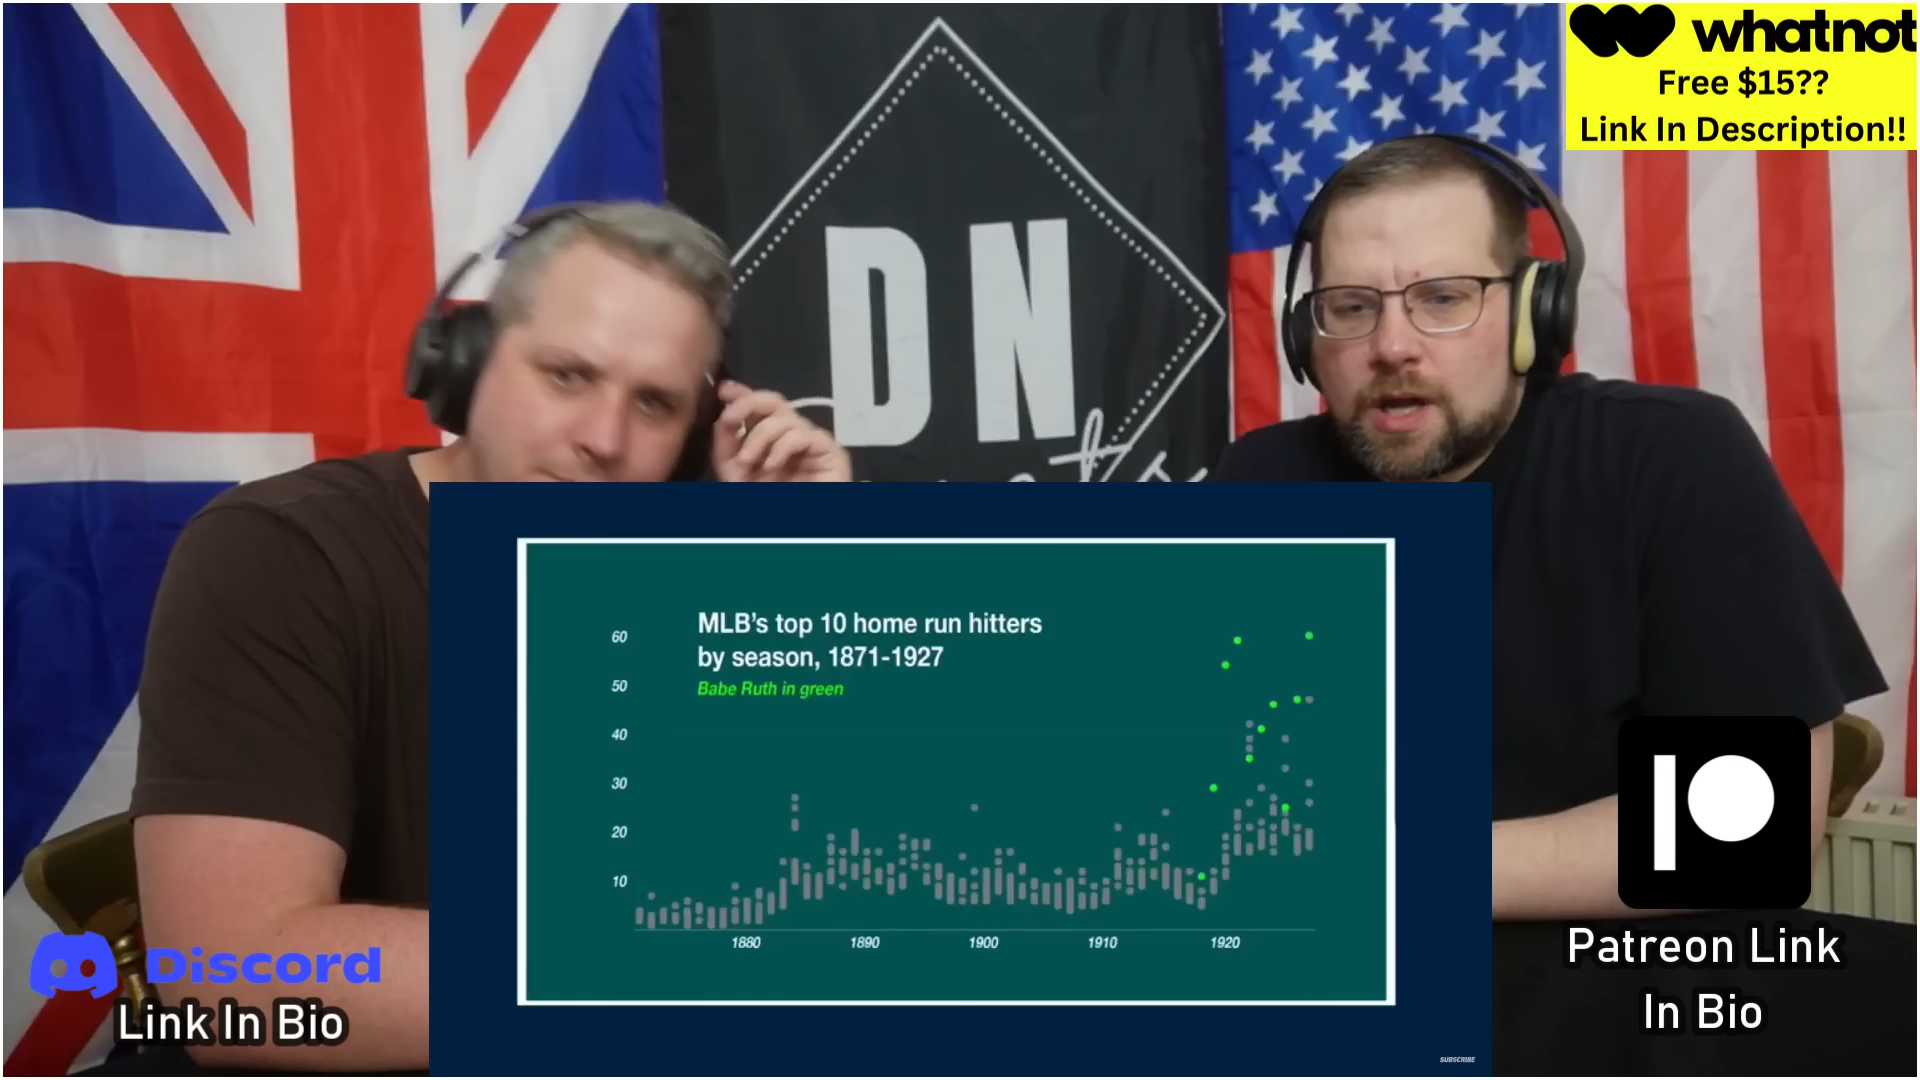 whatnot
Free $15??
Link In Description!!
DN
MLB's top 10 home run hitters
by season, 1871-1927
Babe Ruth in green
60
50
40
30
20
10
1880
1890
1900
1910
1920
Discord
Link In Bio
Patreon Link
In Bio
SUBSCRIBE